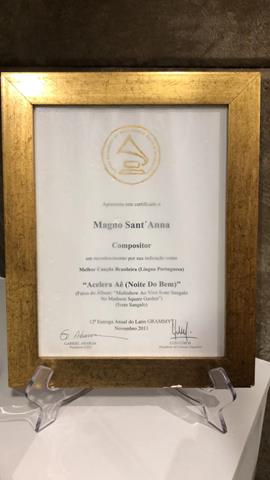 Apresenta este certificado a
Magno Sant´Anna
Compositor
em reconhecimento por sua indicação como
Melhor Canção Brasileira (Língua Portuguesa)
“Acelera Aê (Noite Do Bem)”
(Faixa do Álbum: "Multishow Ao Vivo Ivete Sangalo
No Madison Square Garden")
(Ivete Sangalo)
12ª Entrega Anual do Latin GRAMMY®
Novembro 2011
GABRIEL ABAROA